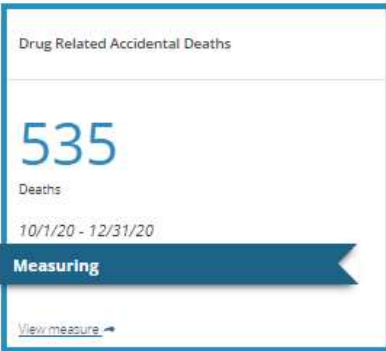 Drug Related Accidental Deaths
535
Deaths
10/1/20 - 12/31/20
Measuring
View measure